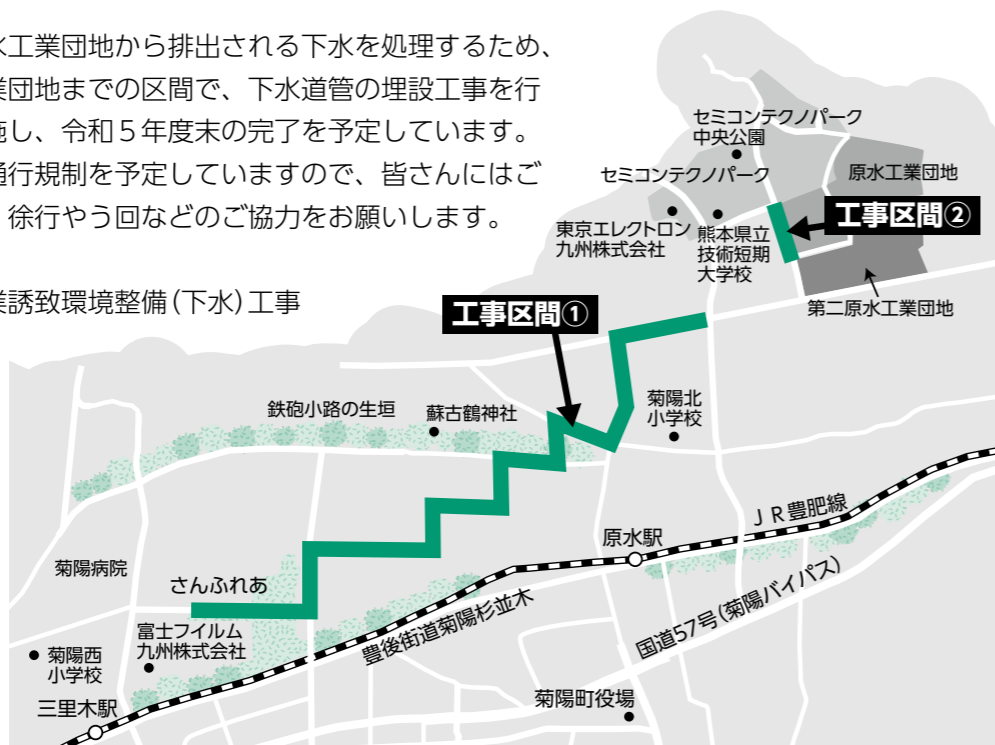 水工業団地から排出される下水を処理するため、
業団地までの区間で、下水道管の埋設工事を行
施し、令和５年度末の完了を予定しています。
通行規制を予定していますので、皆さんにはご
、徐行やう回などのご協力をお願いします。
業誘致環境整備(下水)工事
セミコンテクノパーク
中央公園
セミコンテクノパーク
原水工業団地
東京エレクトロン
九州株式会社
熊本県立
技術短期
大学校
工事区間②
第二原水工業団地
工事区間①
鉄砲小路の生垣
蘇古鶴神社
菊陽北
小学校
ＪＲ豊肥線
原水駅
菊陽病院
さんふれあ
豊後街道菊陽杉並木
国道57号(菊陽バイパス)
富士フイルム
九州株式会社
菊陽西
小学校
三里木駅
菊陽町役場